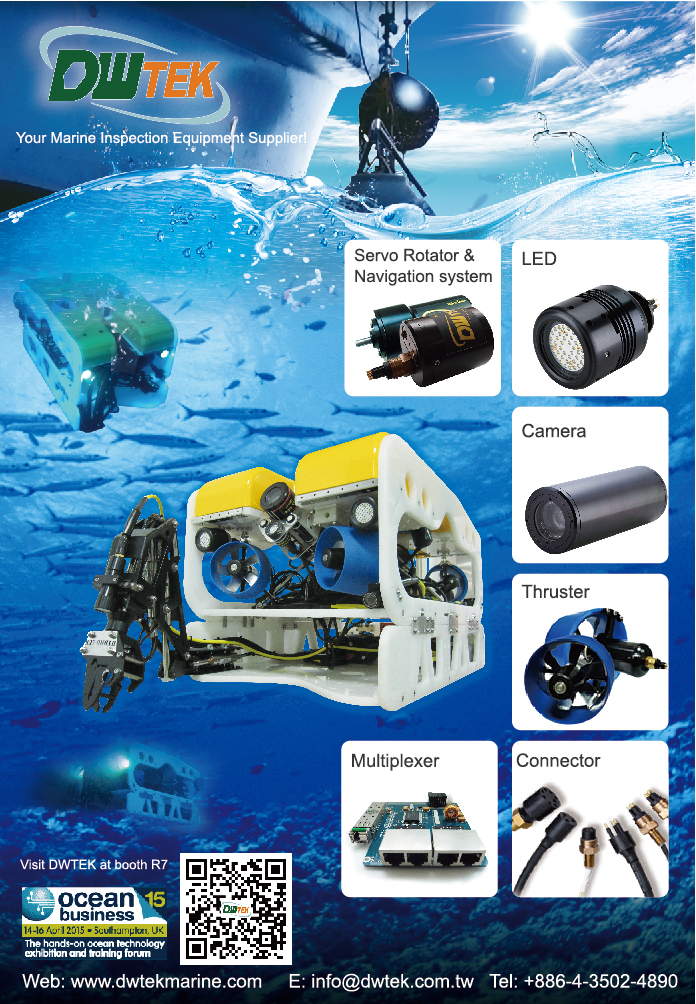 DWTEK
Your Marine Inspection Equipment Supplier!
Servo Rotator &
Navigation system
LED
Camera
Thruster
Multiplexer
Connector
Visit DWTEK at booth R7
ocean
business
15
14-16 April 2015 • Southampton, UK
The hands-on ocean technology
exhibition and training forum
DWTEK
Web: www.dwtekmarine.com E: info@dwtek.com.tw Tel: +886-4-3502-4890